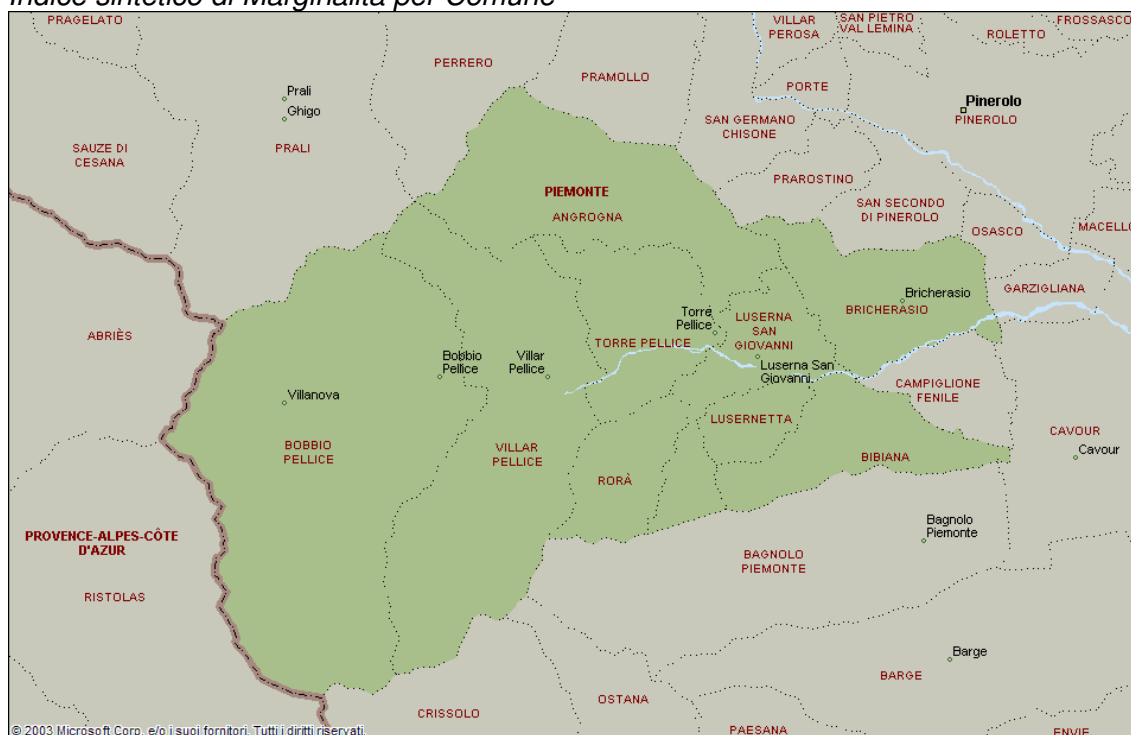 Indice sintetico di Marginalità per Comune
PRAGELATO
VILLAR
PEROSA
SAN PIETRO
VAL LEMINA
FROSSASCO
ROLETTO
PERRERO
PRAMOLLO
PORTE
Prali
Ghigo
Pinerolo
PINEROLO
SAN GERMANO
CHISONE
SAUZE DI
CESANA
PRALI
PRAROSTINO
PIEMONTE
ANGROGNA
SAN SECONDO
DI PINEROLO
OSASCO
MACELLO
GARZIGLIANA
Bricherasio
BRICHERASIO
ABRIÈS
Torre
Pellice
LUSERNA
SAN
GIOVANNI
TORRE PELLICE
Bobbio
Pellice
Villar
Pellice
Luserna San
Giovanni
CAMPIGLIONE
FENILE
Villanova
LUSERNETTA
CAVOUR
Cavour
BOBBIO
PELLICE
VILLAR
PELLICE
BIBIANA
RORÀ
PROVENCE-ALPES-CÔTE
D'AZUR
Bagnolo
Piemonte
BAGNOLO
PIEMONTE
RISTOLAS
Barge
BARGE
OSTANA
CRISSOLO
PAESANA
ENVIE
© 2003 Microsoft Corp. e/o i suoi fornitori. Tutti i diritti riservati.